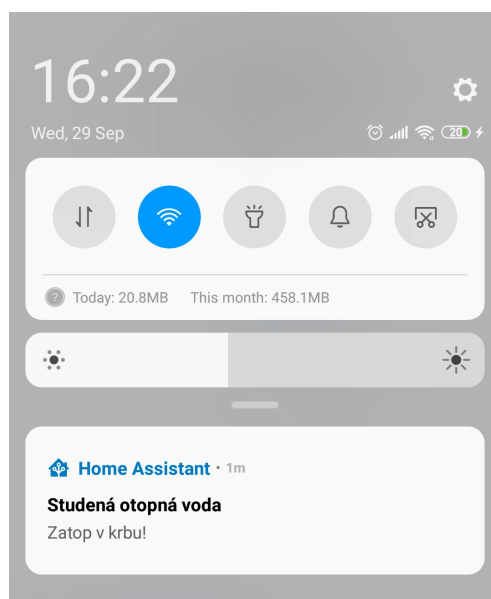 16:22
Wed, 29 Sep
20
Today: 20.8MB This month: 458.1MB
Home Assistant · 1m
Studená otopná voda
Zatop v krbu!